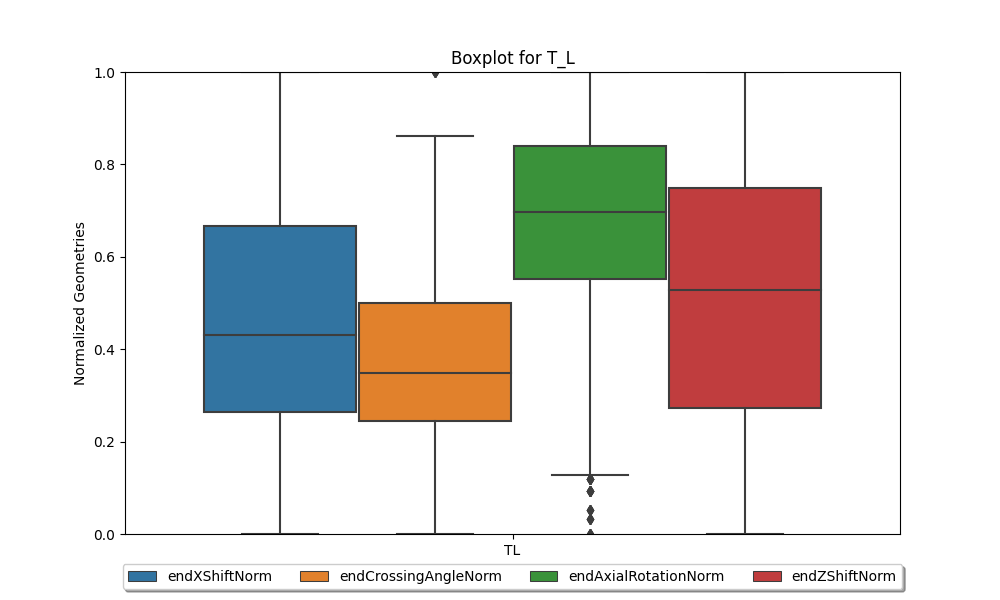 Boxplot for T_L
1.0
0.8
0.6
0.4
0.2
0.0
Normalized Geometries
TL
endXShiftNorm endCrossingAngleNorm endAxialRotationNorm endZShiftNorm